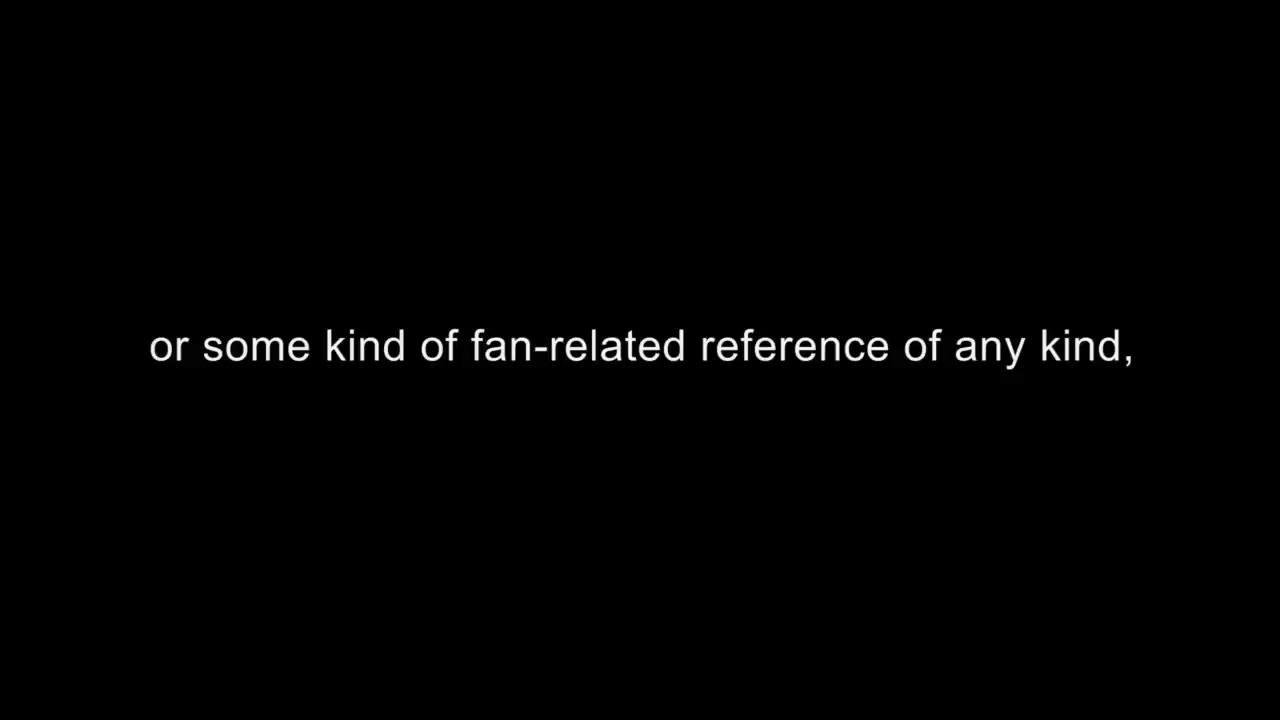 or some kind of fan-related reference of any kind,